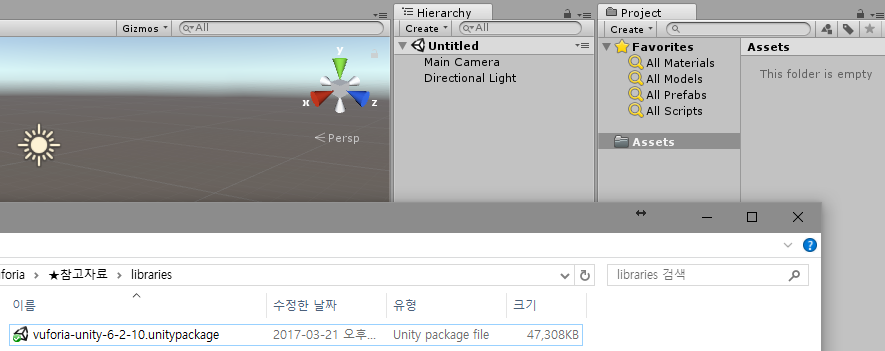 Hierarchy
Project
Gizmos
All
Create
All
Create
Untitled
Main Camera
Directional Light
Favorites
All Materials
All Models
All Prefabs
All Scripts
Assets
Assets
This folder is empty
y
x
z
Persp
?
foria > ★참고자료 > libraries
libraries 검색
이름 수정한 날짜 유형 크기
vuforia-unity-6-2-10.unitypackage 2017-03-21 오후... Unity package file 47,308KB